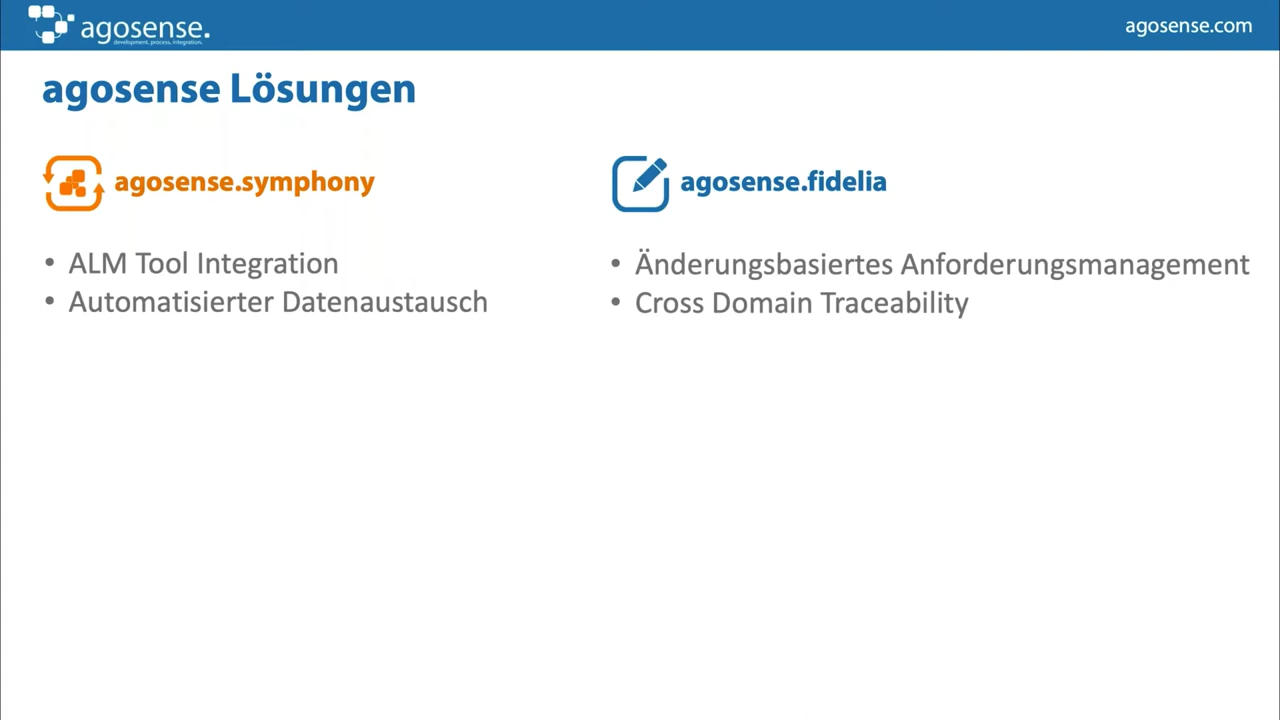 agosense.
development, process, integration.
agosense.com
agosense Lösungen
agosense.symphony
• ALM Tool Integration
• Automatisierter Datenaustausch
agosense.fidelia
• Änderungsbasiertes Anforderungsmanagement
• Cross Domain Traceability